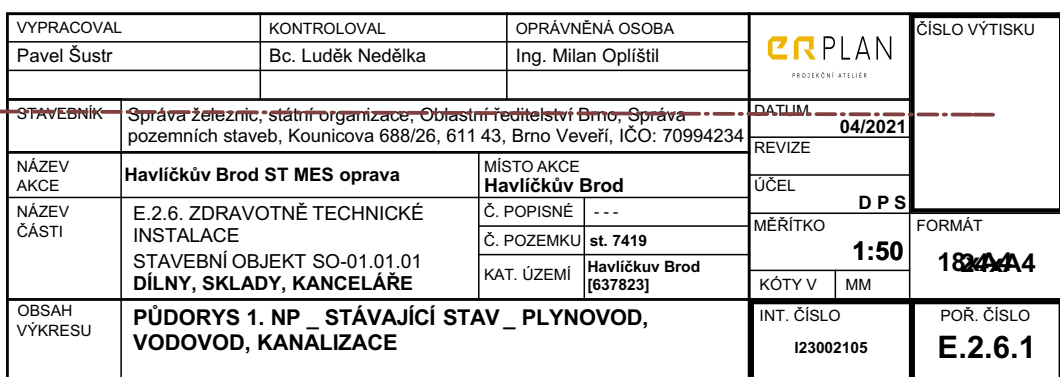 VYPRACOVAL KONTROLOVAL OPRÁVNĚNÁ OSOBA
Pavel Šustr Bc. Luděk Nedělka Ing. Milan Oplíštil
erPLAN
PROJEKČNÍ ATELIÉR
ČÍSLO VÝTISKU
STAVEBNÍK
Správa železnic, státní organizace, Oblastní ředitelství Brno, Správa
pozemních staveb, Kounicova 688/26, 611 43, Brno Veveří, IČO: 70994234
DATUM
04/2021
REVIZE
NÁZEV
AKCE
Havlíčkův Brod ST MES oprava
MÍSTO AKCE
Havlíčkův Brod
ÚČEL
D P S
NÁZEV
ČÁSTI
E.2.6. ZDRAVOTNĚ TECHNICKÉ
INSTALACE
STAVEBNÍ OBJEKT SO-01.01.01
DÍLNY, SKLADY, KANCELÁŘE
Č. POPISNÉ - - -
Č. POZEMKU st. 7419
KAT. ÚZEMÍ Havlíčkuv Brod
[637823]
MĚŘÍTKO
1:50
KÓTY V MM
FORMÁT
OBSAH
VÝKRESU
PŮDORYS 1. NP _ STÁVAJÍCÍ STAV _ PLYNOVOD,
VODOVOD, KANALIZACE
INT. ČÍSLO
I23002105
POŘ. ČÍSLO
E.2.6.1